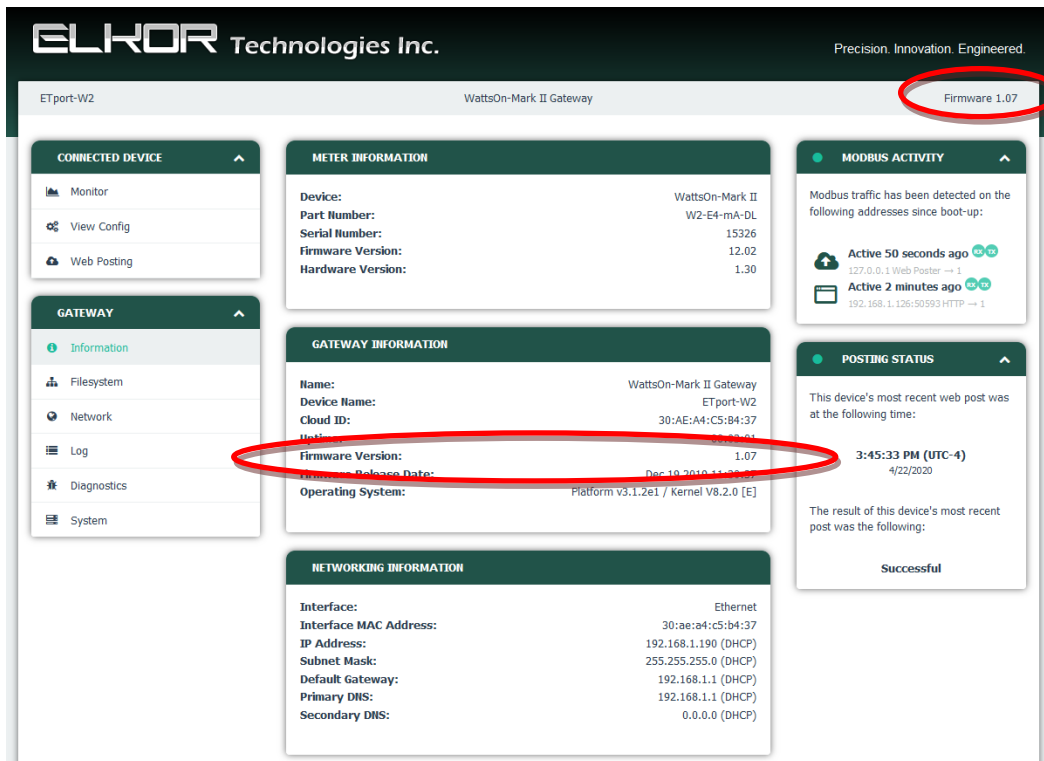 ELKOR Technologies Inc.
Precision. Innovation. Engineered.
ETport-W2
WattsOn-Mark II Gateway
Firmware 1.07
CONNECTED DEVICE
Monitor
View Config
Web Posting
GATEWAY
Information
Filesystem
Network
Log
Diagnostics
System
METER INFORMATION
Device: WattsOn-Mark II
Part Number: W2-E4-mA-DL
Serial Number: 15326
Firmware Version: 12.02
Hardware Version: 1.30
GATEWAY INFORMATION
Name: WattsOn-Mark II Gateway
Device Name: ETport-W2
Cloud ID: 30:AE:A4:C5:B4:37
Uptime:
Firmware Version: 1.07
Firmware Release Date: Dec 19 2019
Operating System: Platform v3.1.2e1 / Kernel V8.2.0 [E]
NETWORKING INFORMATION
Interface: Ethernet
Interface MAC Address: 30:ae:a4:c5:b4:37
IP Address: 192.168.1.190 (DHCP)
Subnet Mask: 255.255.255.0 (DHCP)
Default Gateway: 192.168.1.1 (DHCP)
Primary DNS: 192.168.1.1 (DHCP)
Secondary DNS: 0.0.0.0 (DHCP)
MODBUS ACTIVITY
Modbus traffic has been detected on the
following addresses since boot-up:
Active 50 seconds ago RX TX
127.0.0.1 Web Poster → 1
Active 2 minutes ago RX TX
192.168.1.126:50593 HTTP → 1
POSTING STATUS
This device's most recent web post was
at the following time:
3:45:33 PM (UTC-4)
4/22/2020
The result of this device's most recent
post was the following:
Successful